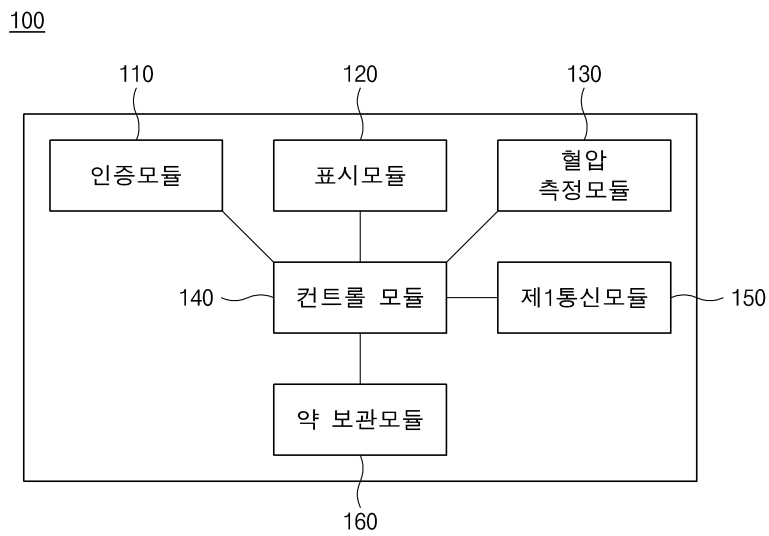 100
110
120
130
인증모듈
표시모듈
혈압
측정모듈
140
컨트롤 모듈
제1통신모듈
150
약 보관모듈
160